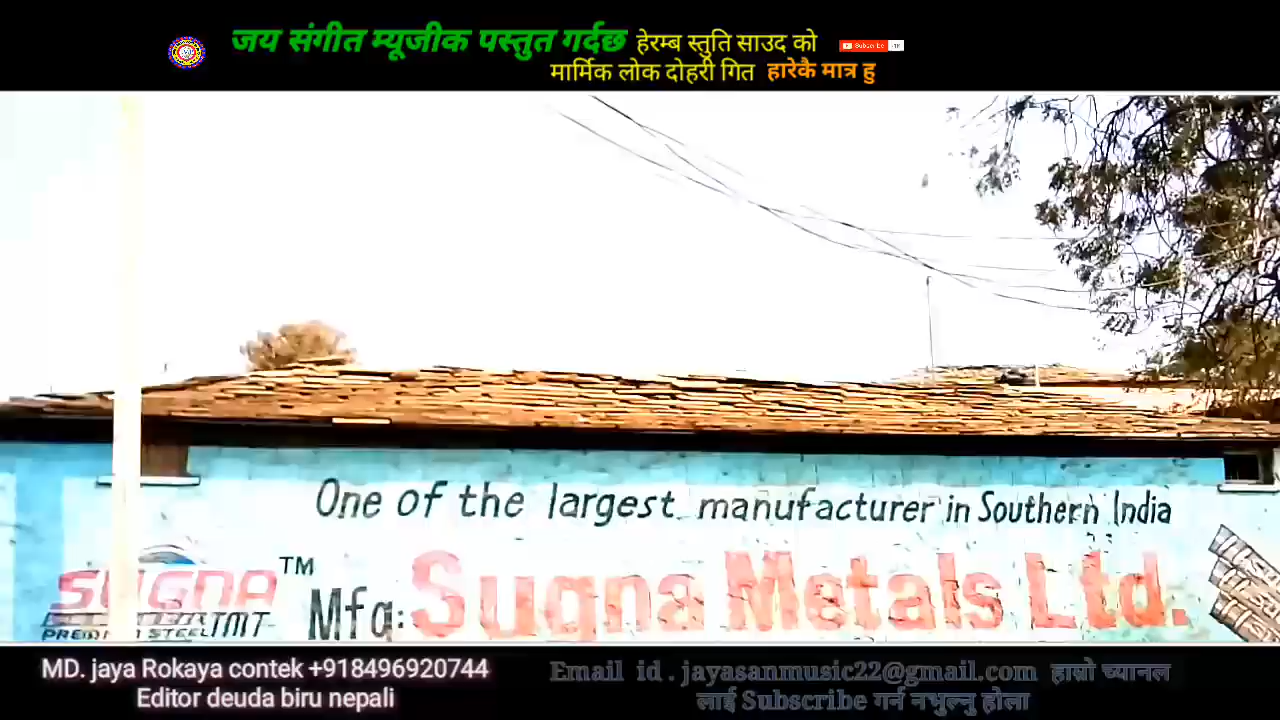 जय संगीत म्यूजीक पस्तुत गर्दछ हेरम्ब स्तुति साउद को
Subscribe
मार्मिक लोक दोहरी गित हारेकै मात्र हु
One of the largest manufacturer in Southern India
SUGNA TM
TMT
PREMIUM STEEL
Mfg: Sugna Metals Ltd.
MD. jaya Rokaya contek +918496920744
Editor deuda biru nepali
Email id . jayasanmusic22@gmail.com हाम्रो च्यानल
लाई Subscribe गर्न नभुल्नु होला